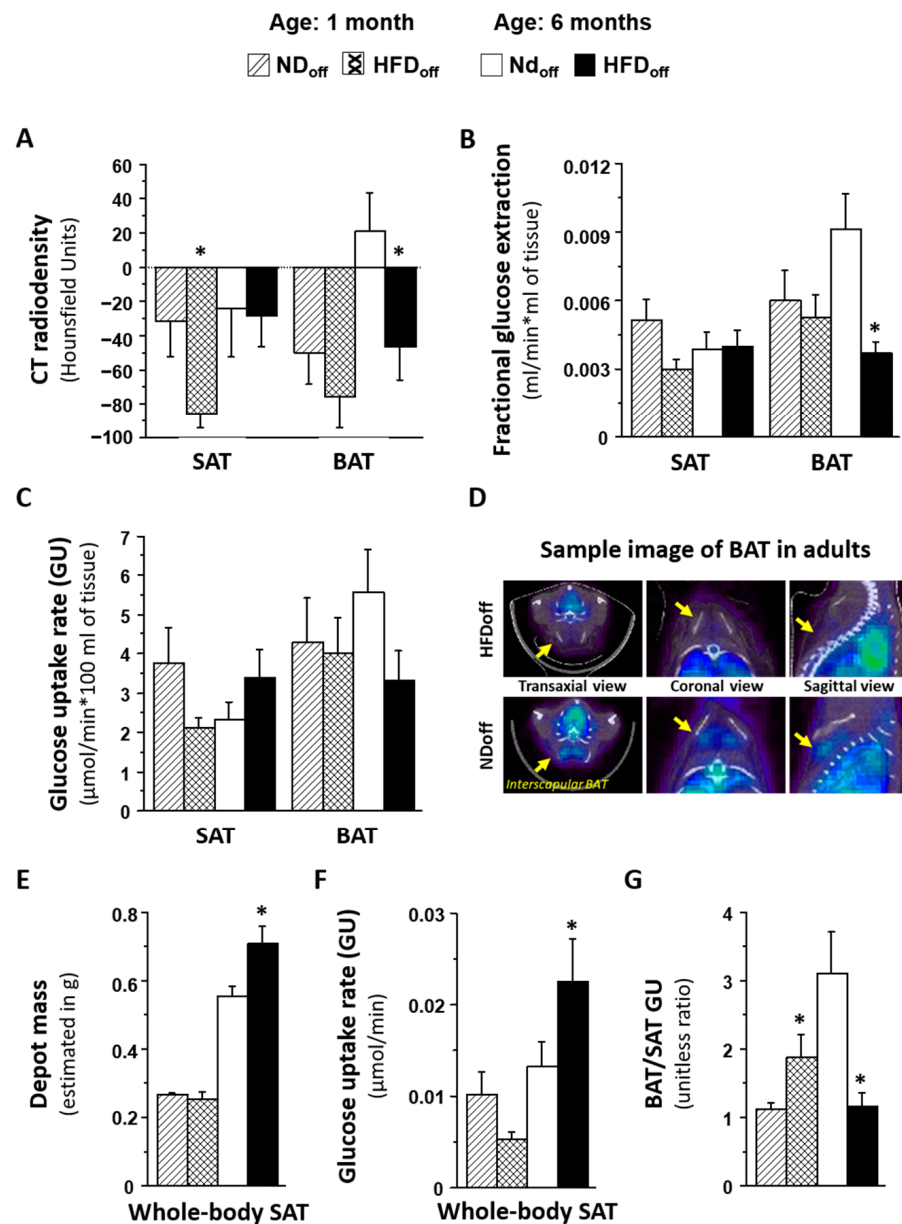 Age: 1 month Age: 6 months
NDoff HFDoff Ndoff HFDoff
A
CT radiodensity
(Hounsfield Units)
60
40
20
0
−20
−40
−60
−80
−100
*
*
SAT BAT
B
Fractional glucose extraction
(ml/min*ml of tissue)
0.012
0.009
0.006
0.003
0
*
SAT BAT
C
Glucose uptake rate (GU)
(μmol/min*100 ml of tissue)
7
6
5
4
3
2
1
0
SAT BAT
D
Sample image of BAT in adults
HFDoff
Transaxial view Coronal view Sagittal view
NDoff
Interscapular BAT
E
Depot mass
(estimated in g)
0.8
0.6
0.4
0.2
0.0
*
Whole-body SAT
F
Glucose uptake rate (GU)
(μmol/min)
0.03
0.02
0.01
0
*
Whole-body SAT
G
BAT/SAT GU
(unitless ratio)
4
3
2
1
0
*
*